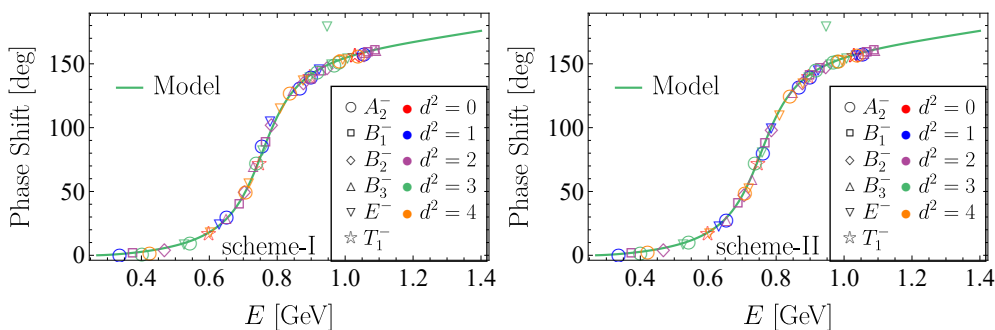 Phase Shift [deg]
150
100
50
0
Model
A₂⁻ d² = 0
B₁⁻ d² = 1
B₂⁻ d² = 2
B₃⁻ d² = 3
E⁻ d² = 4
T₁⁻
scheme-I
0.4 0.6 0.8 1.0 1.2 1.4
E [GeV]
Phase Shift [deg]
150
100
50
0
Model
A₂⁻ d² = 0
B₁⁻ d² = 1
B₂⁻ d² = 2
B₃⁻ d² = 3
E⁻ d² = 4
T₁⁻
scheme-II
0.4 0.6 0.8 1.0 1.2 1.4
E [GeV]